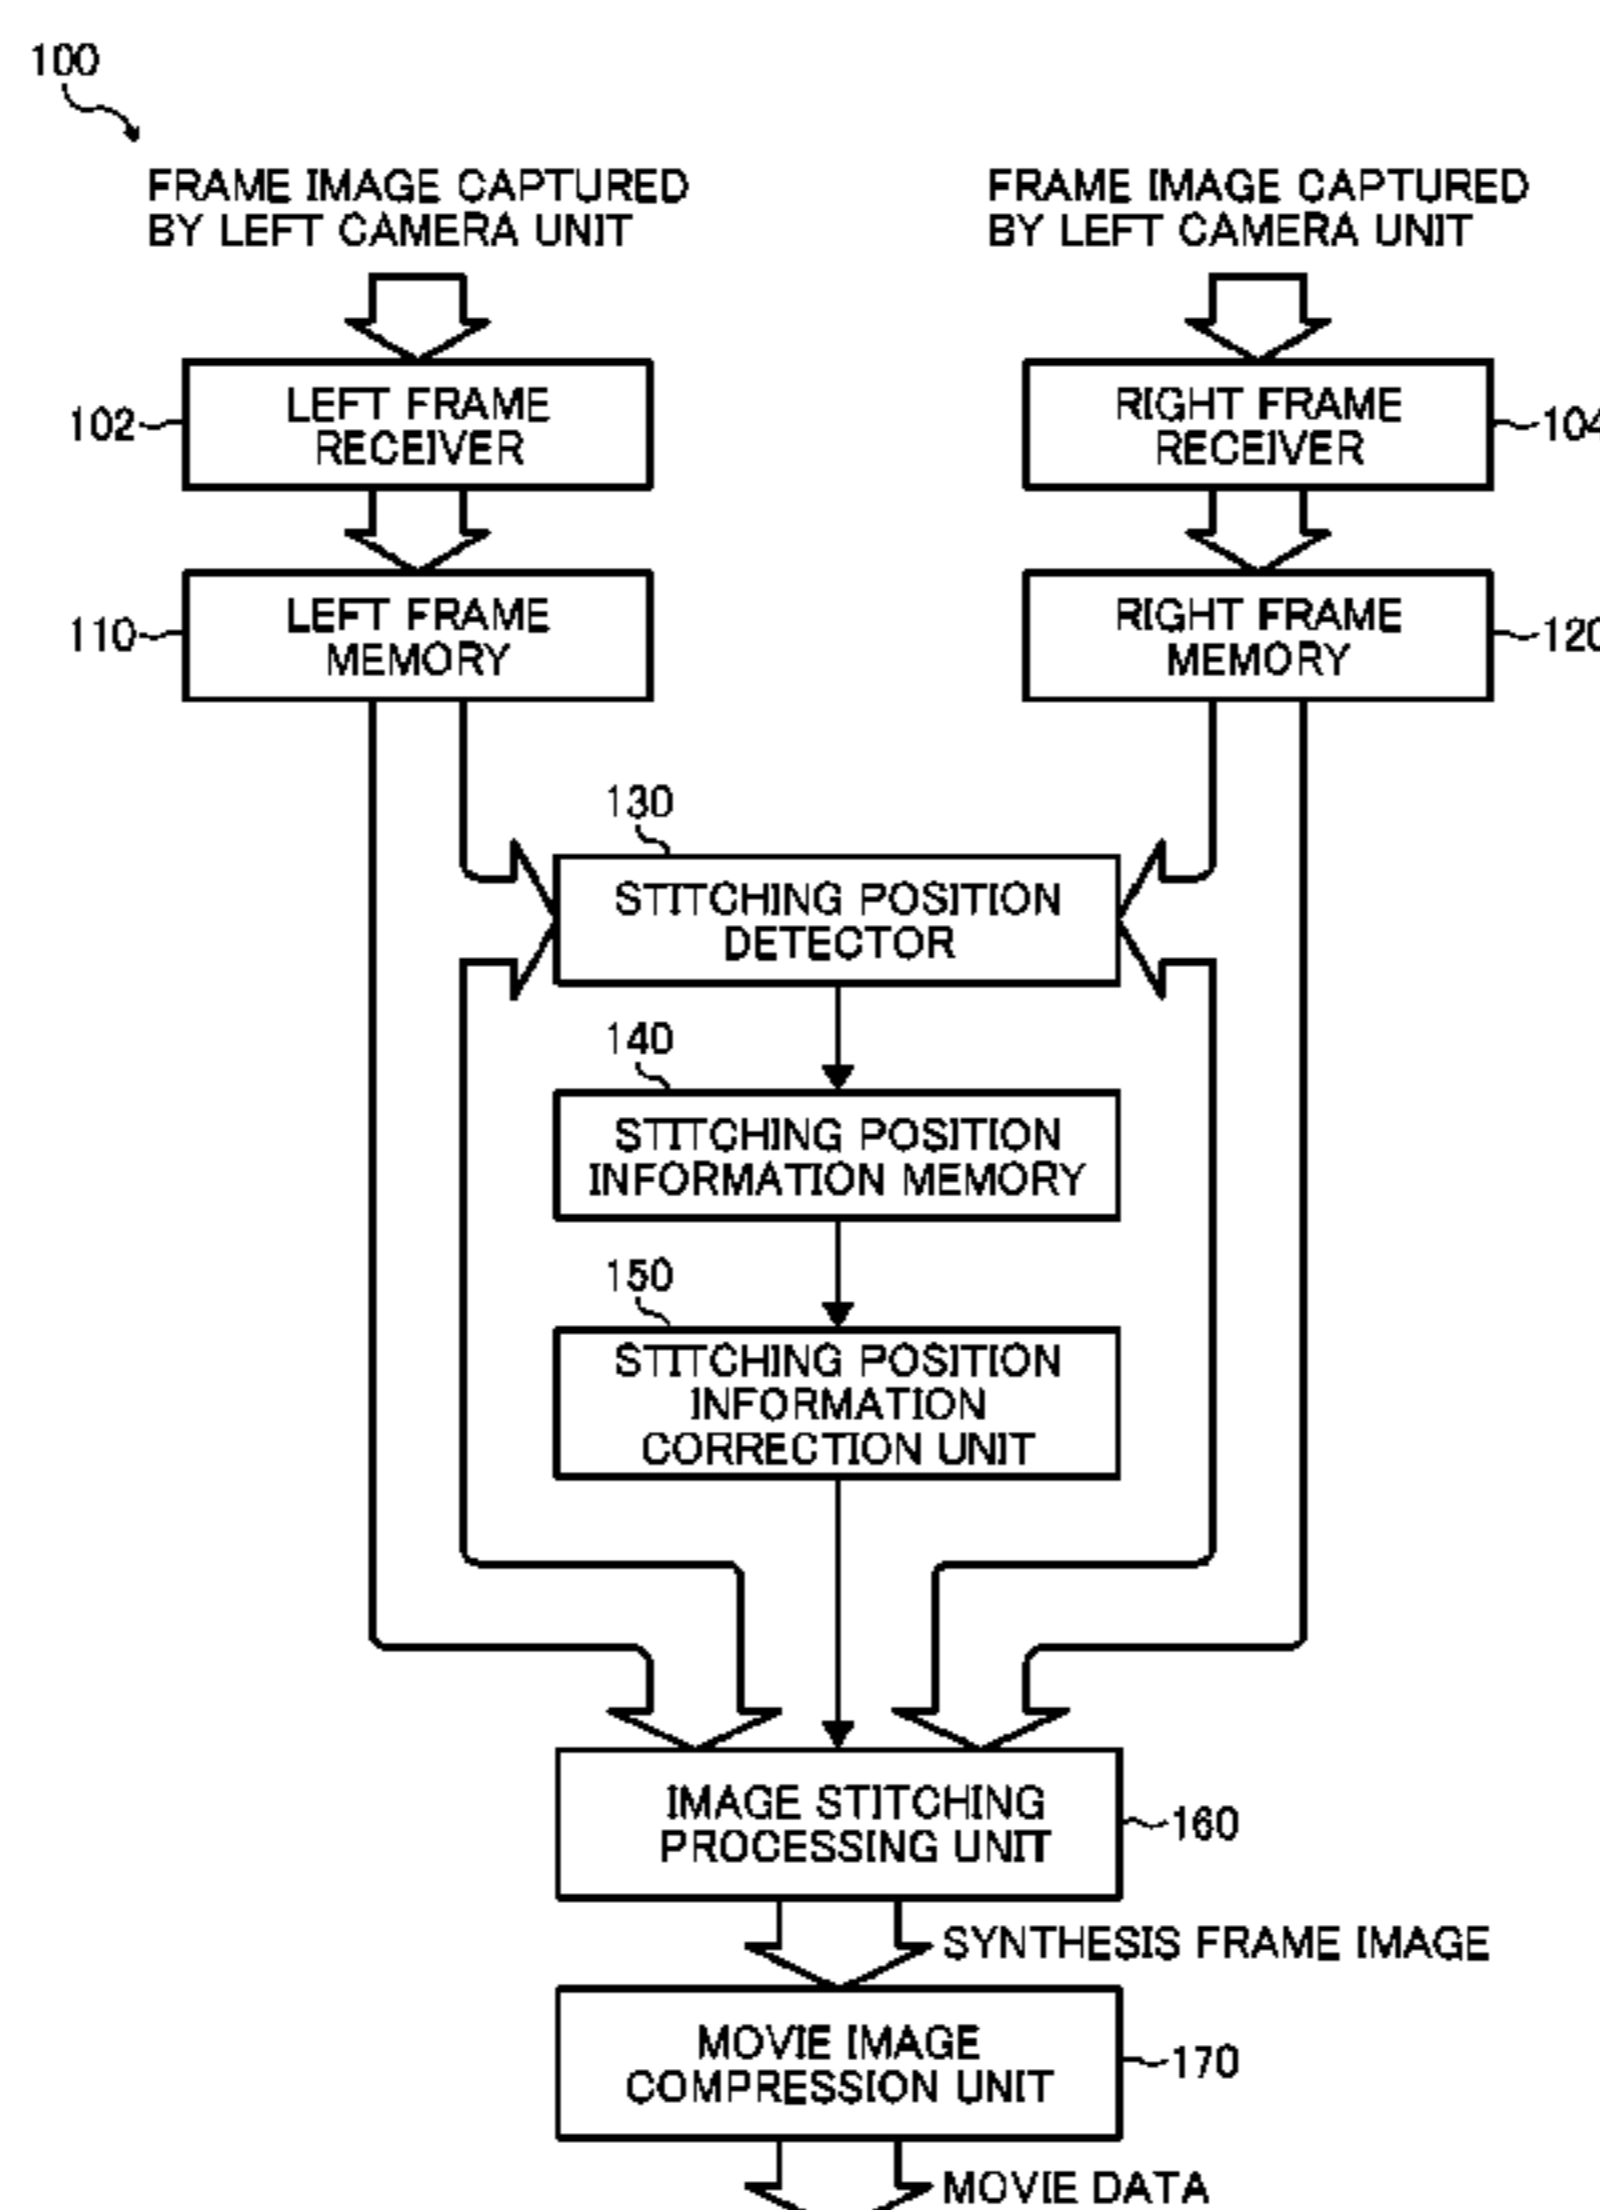 100
FRAME IMAGE CAPTURED
BY LEFT CAMERA UNIT
FRAME IMAGE CAPTURED
BY LEFT CAMERA UNIT
102
LEFT FRAME
RECEIVER
RIGHT FRAME
RECEIVER
104
110
LEFT FRAME
MEMORY
RIGHT FRAME
MEMORY
120
130
STITCHING POSITION
DETECTOR
140
STITCHING POSITION
INFORMATION MEMORY
150
STITCHING POSITION
INFORMATION
CORRECTION UNIT
IMAGE STITCHING
PROCESSING UNIT
160
SYNTHESIS FRAME IMAGE
MOVIE IMAGE
COMPRESSION UNIT
170
MOVIE DATA